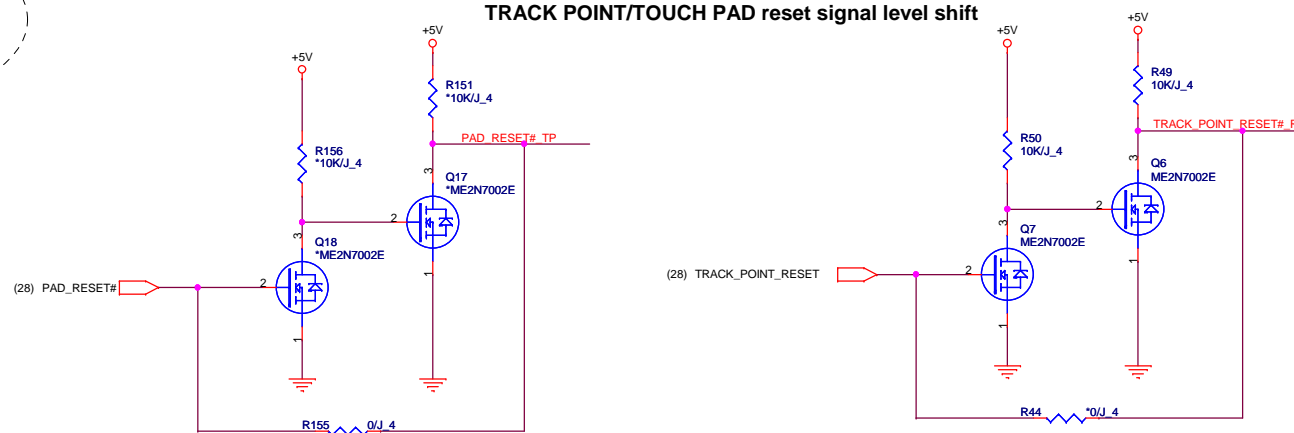 TRACK POINT/TOUCH PAD reset signal level shift
+5V
R156
*10K/J_4
+5V
R151
*10K/J_4
PAD_RESET#_TP
3
Q17
*ME2N7002E
2
1
3
Q18
*ME2N7002E
2
1
(28) PAD_RESET#
R155 0/J_4
+5V
R50
10K/J_4
+5V
R49
10K/J_4
TRACK_POINT_RESET#_
3
Q6
ME2N7002E
2
1
3
Q7
ME2N7002E
2
1
(28) TRACK_POINT_RESET
R44 *0/J_4